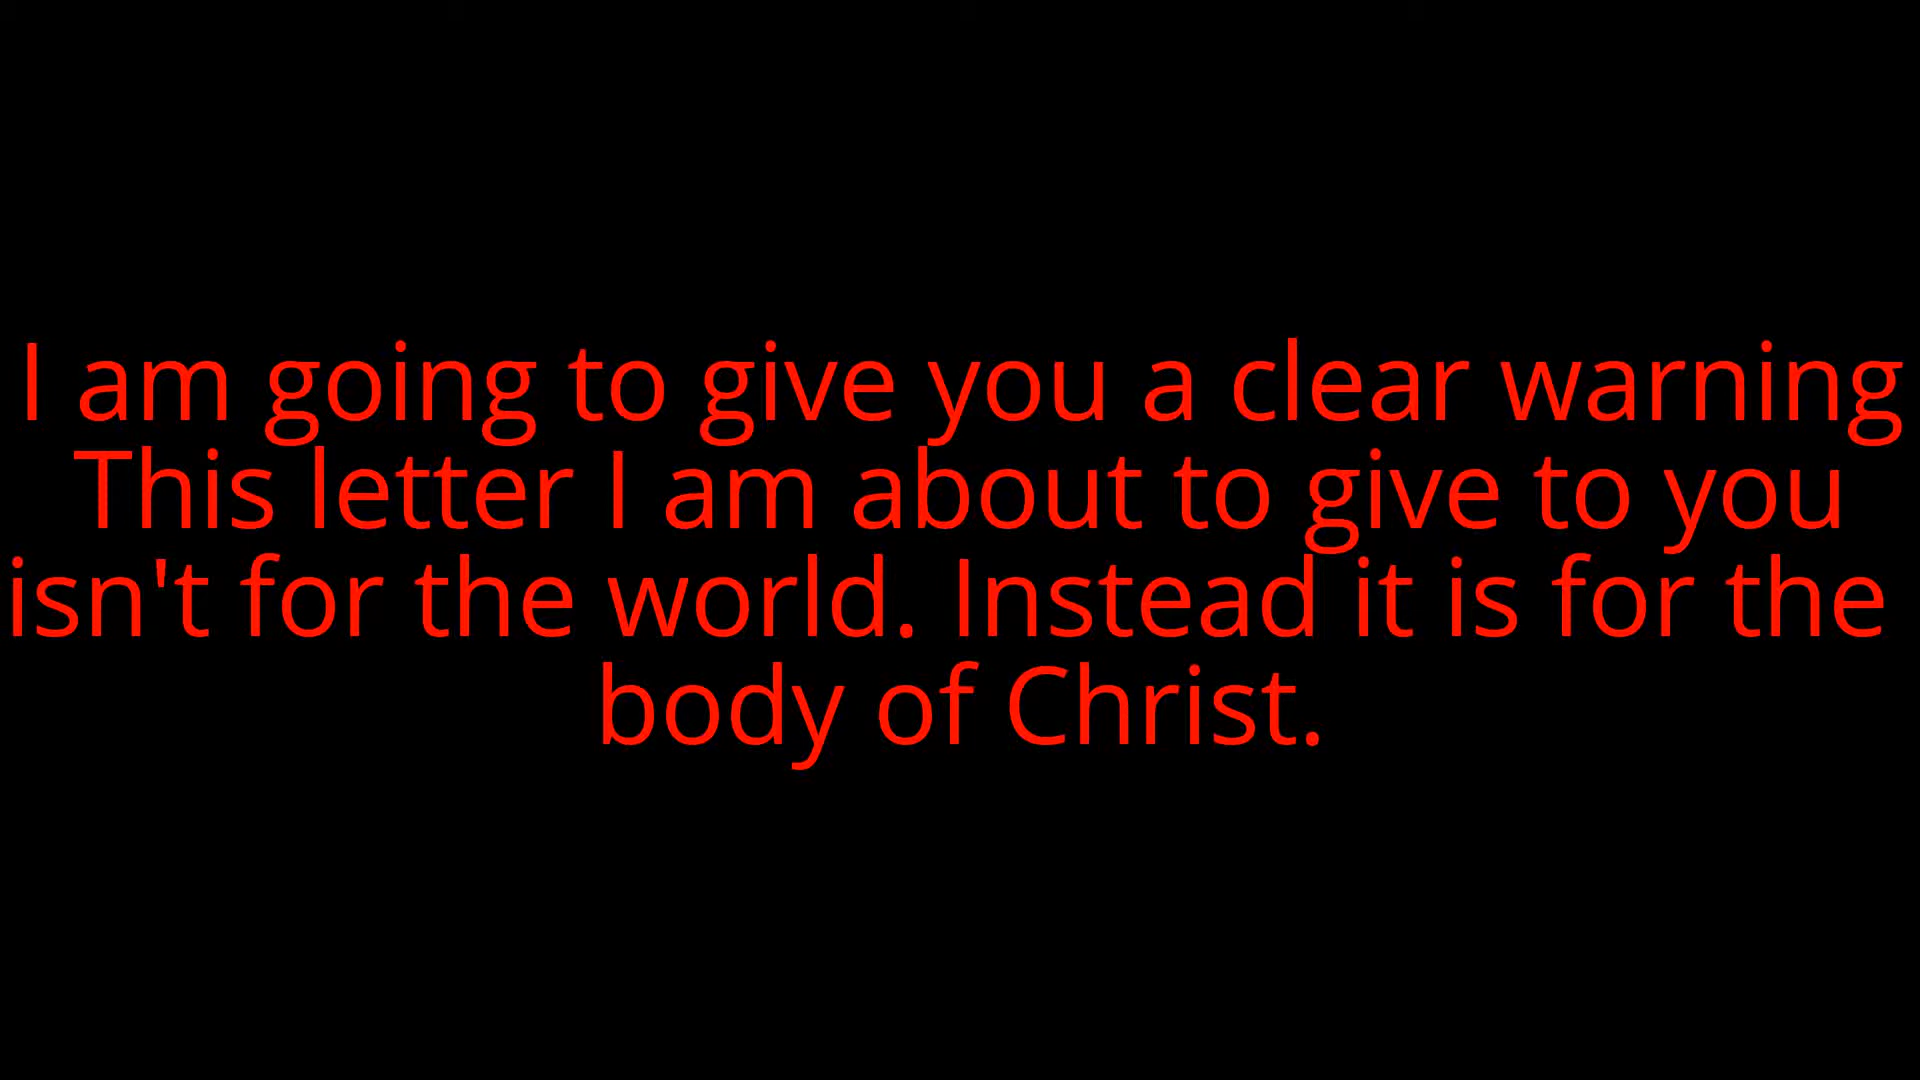 I am going to give you a clear warning
This letter I am about to give to you
isn't for the world. Instead it is for the
body of Christ.